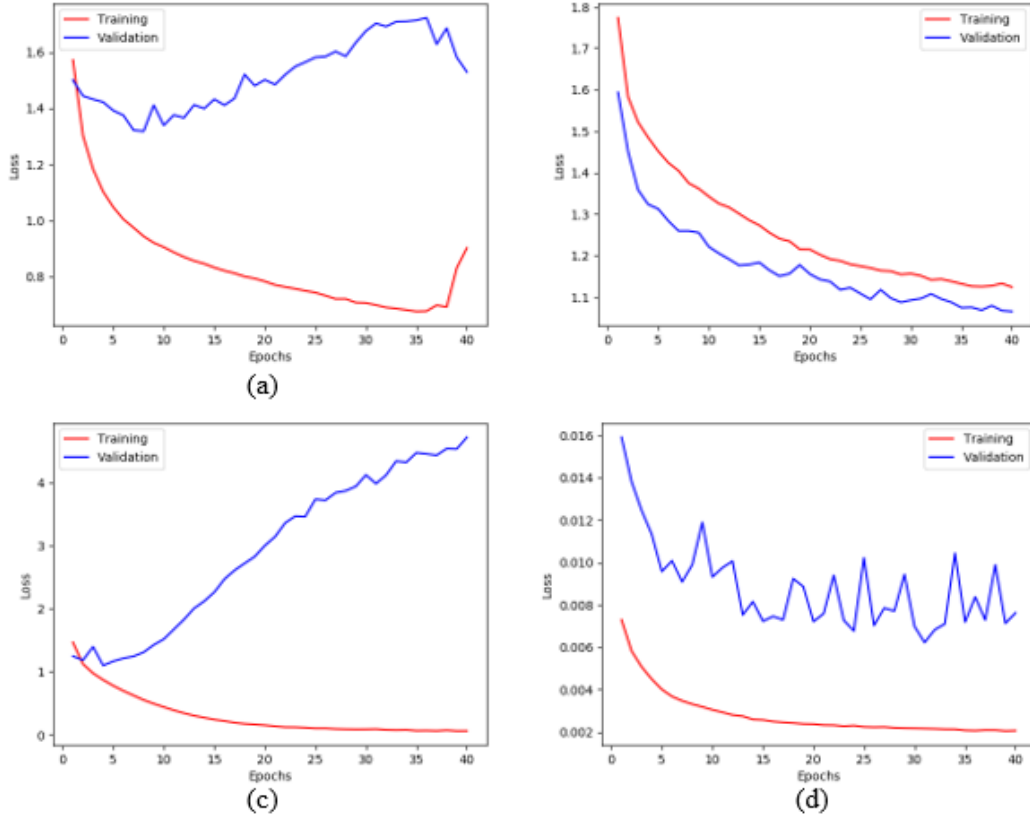 Training
Validation
1.6
1.4
1.2
1.0
0.8
Loss
0 5 10 15 20 25 30 35 40
Epochs
(a)
Training
Validation
1.8
1.7
1.6
1.5
1.4
1.3
1.2
1.1
Loss
0 5 10 15 20 25 30 35 40
Epochs
Training
Validation
4
3
2
1
0
Loss
0 5 10 15 20 25 30 35 40
Epochs
(c)
Training
Validation
0.016
0.014
0.012
0.010
0.008
0.006
0.004
0.002
Loss
0 5 10 15 20 25 30 35 40
Epochs
(d)